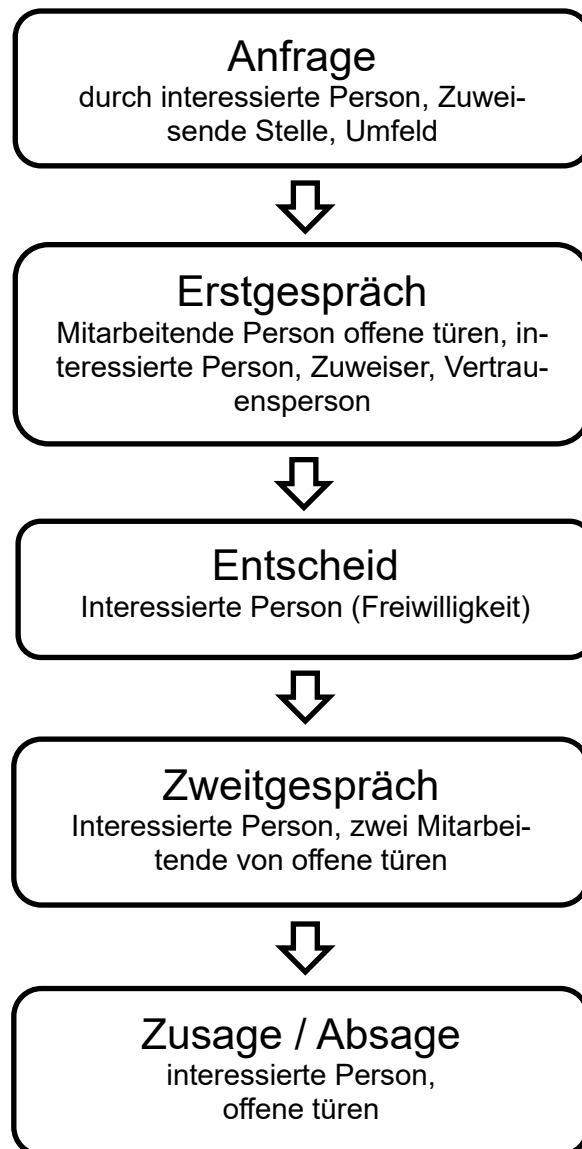 Anfrage
durch interessierte Person, Zuwei-
sende Stelle, Umfeld
Erstgespräch
Mitarbeitende Person offene türen, in-
teressierte Person, Zuweiser, Vertrau-
ensperson
Entscheid
Interessierte Person (Freiwilligkeit)
Zweitgespräch
Interessierte Person, zwei Mitarbei-
tende von offene türen
Zusage / Absage
interessierte Person,
offene türen